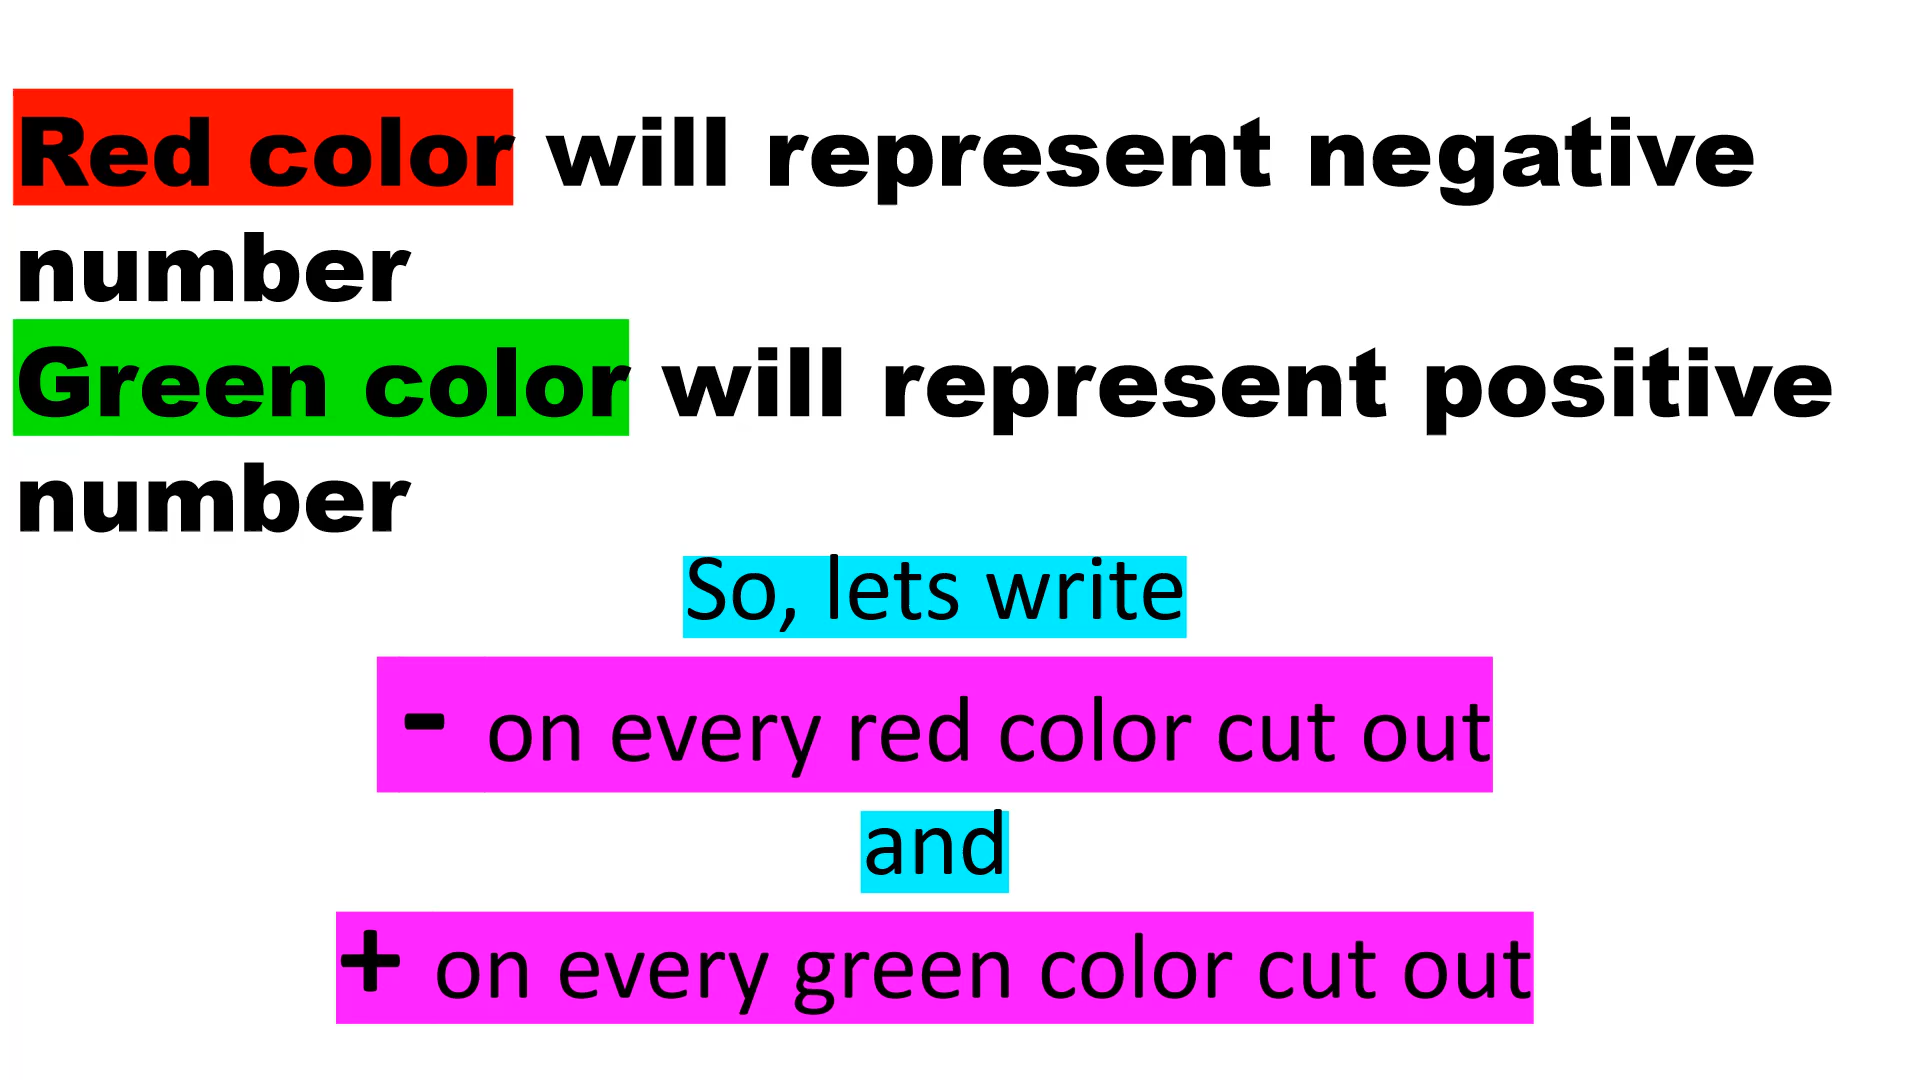 Red color will represent negative
number
Green color will represent positive
number
So, lets write
- on every red color cut out
and
+ on every green color cut out